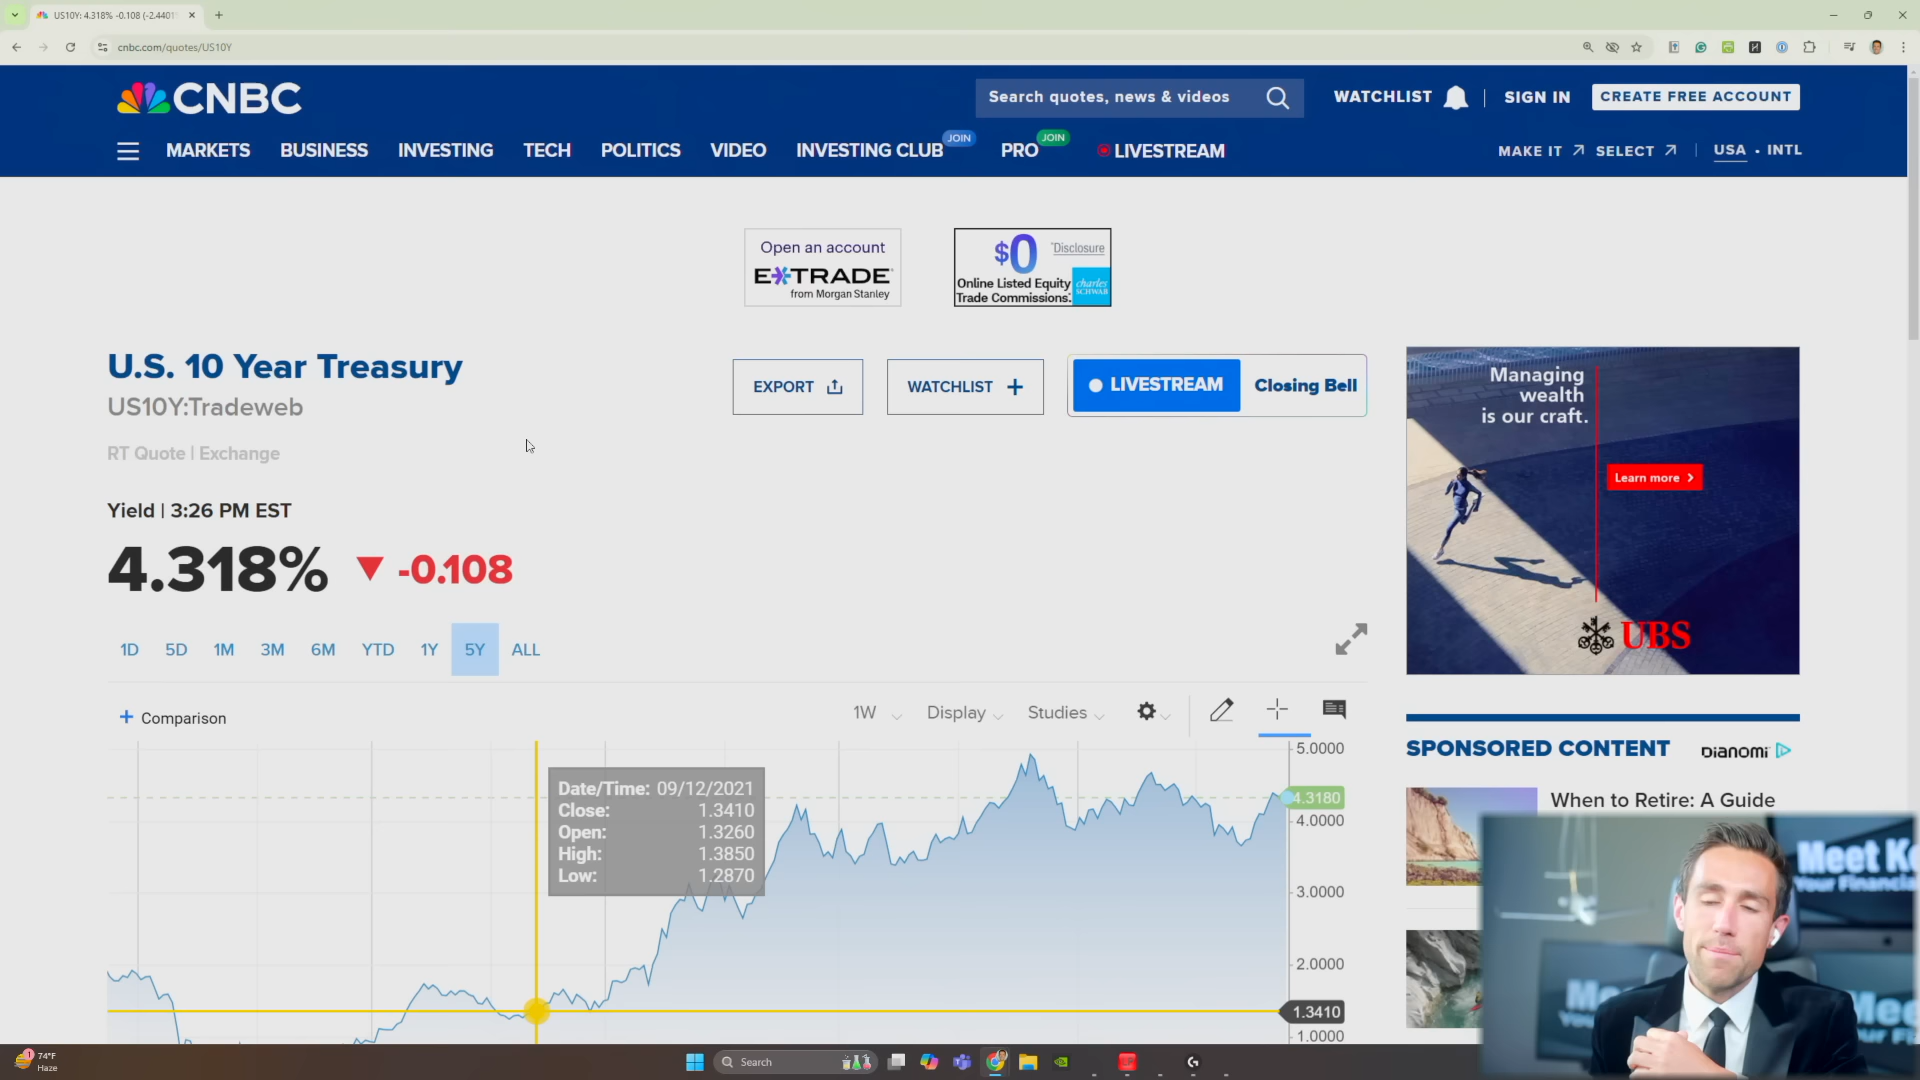 US10Y: 4.318% -0.108 (-2.4401
cnbc.com/quotes/US10Y
CNBC
Search quotes, news & videos
WATCHLIST
SIGN IN
CREATE FREE ACCOUNT
MARKETS
BUSINESS
INVESTING
TECH
POLITICS
VIDEO
INVESTING CLUB
JOIN
PRO
JOIN
LIVESTREAM
MAKE IT
SELECT
USA • INTL
Open an account
E*TRADE
from Morgan Stanley
$0
*Disclosure
Online Listed Equity
Trade Commissions.
charles
SCHWAB
U.S. 10 Year Treasury
US10Y:Tradeweb
RT Quote | Exchange
EXPORT
WATCHLIST +
LIVESTREAM
Closing Bell
Yield | 3:26 PM EST
4.318% ▼ -0.108
1D 5D 1M 3M 6M YTD 1Y 5Y ALL
+ Comparison
1W
Display
Studies
Date/Time: 09/12/2021
Close: 1.3410
Open: 1.3260
High: 1.3850
Low: 1.2870
5.0000
4.3180
4.0000
3.0000
2.0000
1.3410
1.0000
Managing
wealth
is our craft.
Learn more
UBS
SPONSORED CONTENT
DIANOMI
When to Retire: A Guide
Meet Ke
Your Financia
74°F
Haze
1
Search